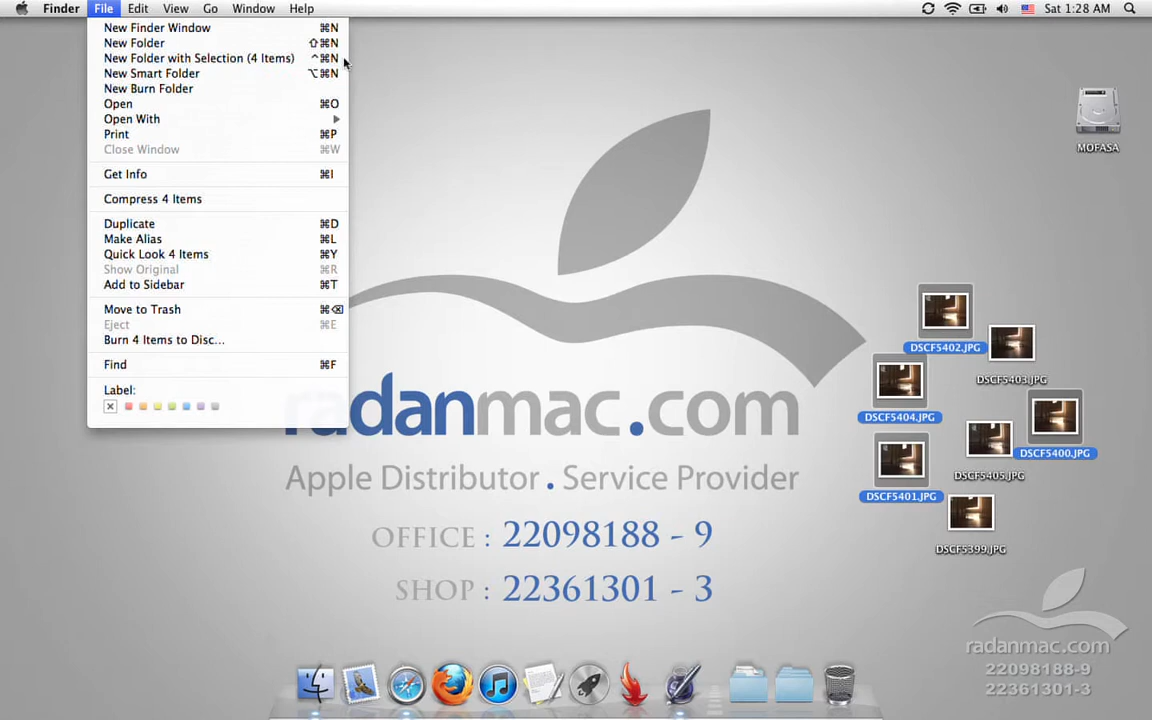 Finder File Edit View Go Window Help Sat 1:28 AM
New Finder Window ⌘N
New Folder ⇧⌘N
New Folder with Selection (4 Items) ^⌘N
New Smart Folder ⌥⌘N
New Burn Folder
Open ⌘O
Open With
Print ⌘P
Close Window ⌘W
Get Info ⌘I
Compress 4 Items
Duplicate ⌘D
Make Alias ⌘L
Quick Look 4 Items ⌘Y
Show Original ⌘R
Add to Sidebar ⌘T
Move to Trash ⌘⌫
Eject ⌘E
Burn 4 Items to Disc...
Find ⌘F
Label:
MOFASA
DSCF5402.JPG
DSCF5403.JPG
DSCF5404.JPG
DSCF5400.JPG
DSCF5405.JPG
DSCF5401.JPG
DSCF5399.JPG
radanmac.com
Apple Distributor . Service Provider
OFFICE : 22098188 - 9
SHOP : 22361301 - 3
radanmac.com
22098188-9
22361301-3